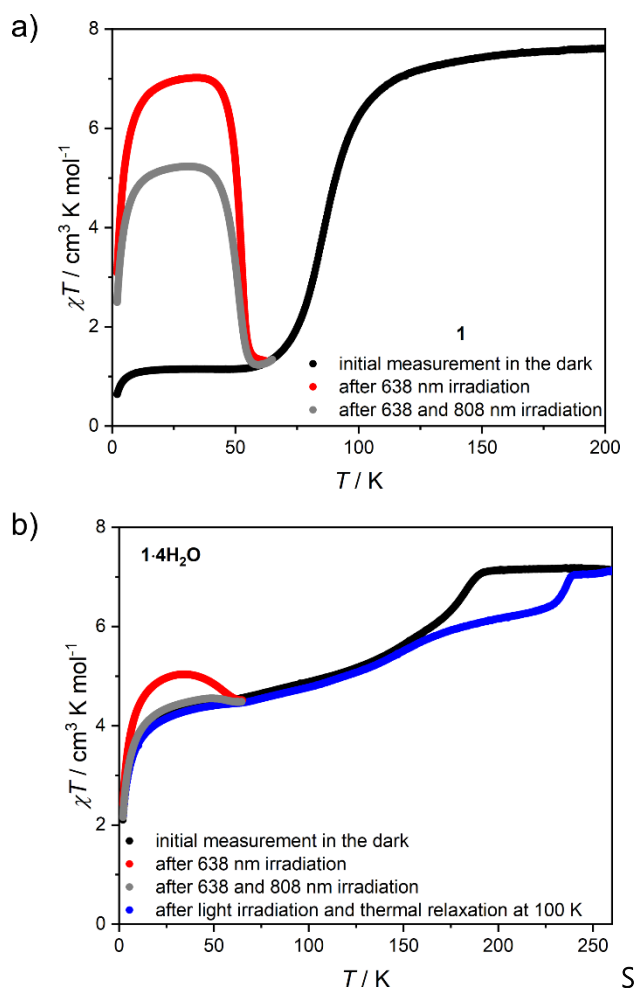 a)
8
6
4
2
0
χT / cm³ K mol⁻¹
1
initial measurement in the dark
after 638 nm irradiation
after 638 and 808 nm irradiation
0 50 100 150 200
T / K
b)
8
1·4H₂O
6
4
2
0
χT / cm³ K mol⁻¹
initial measurement in the dark
after 638 nm irradiation
after 638 and 808 nm irradiation
after light irradiation and thermal relaxation at 100 K
0 50 100 150 200 250
T / K
S